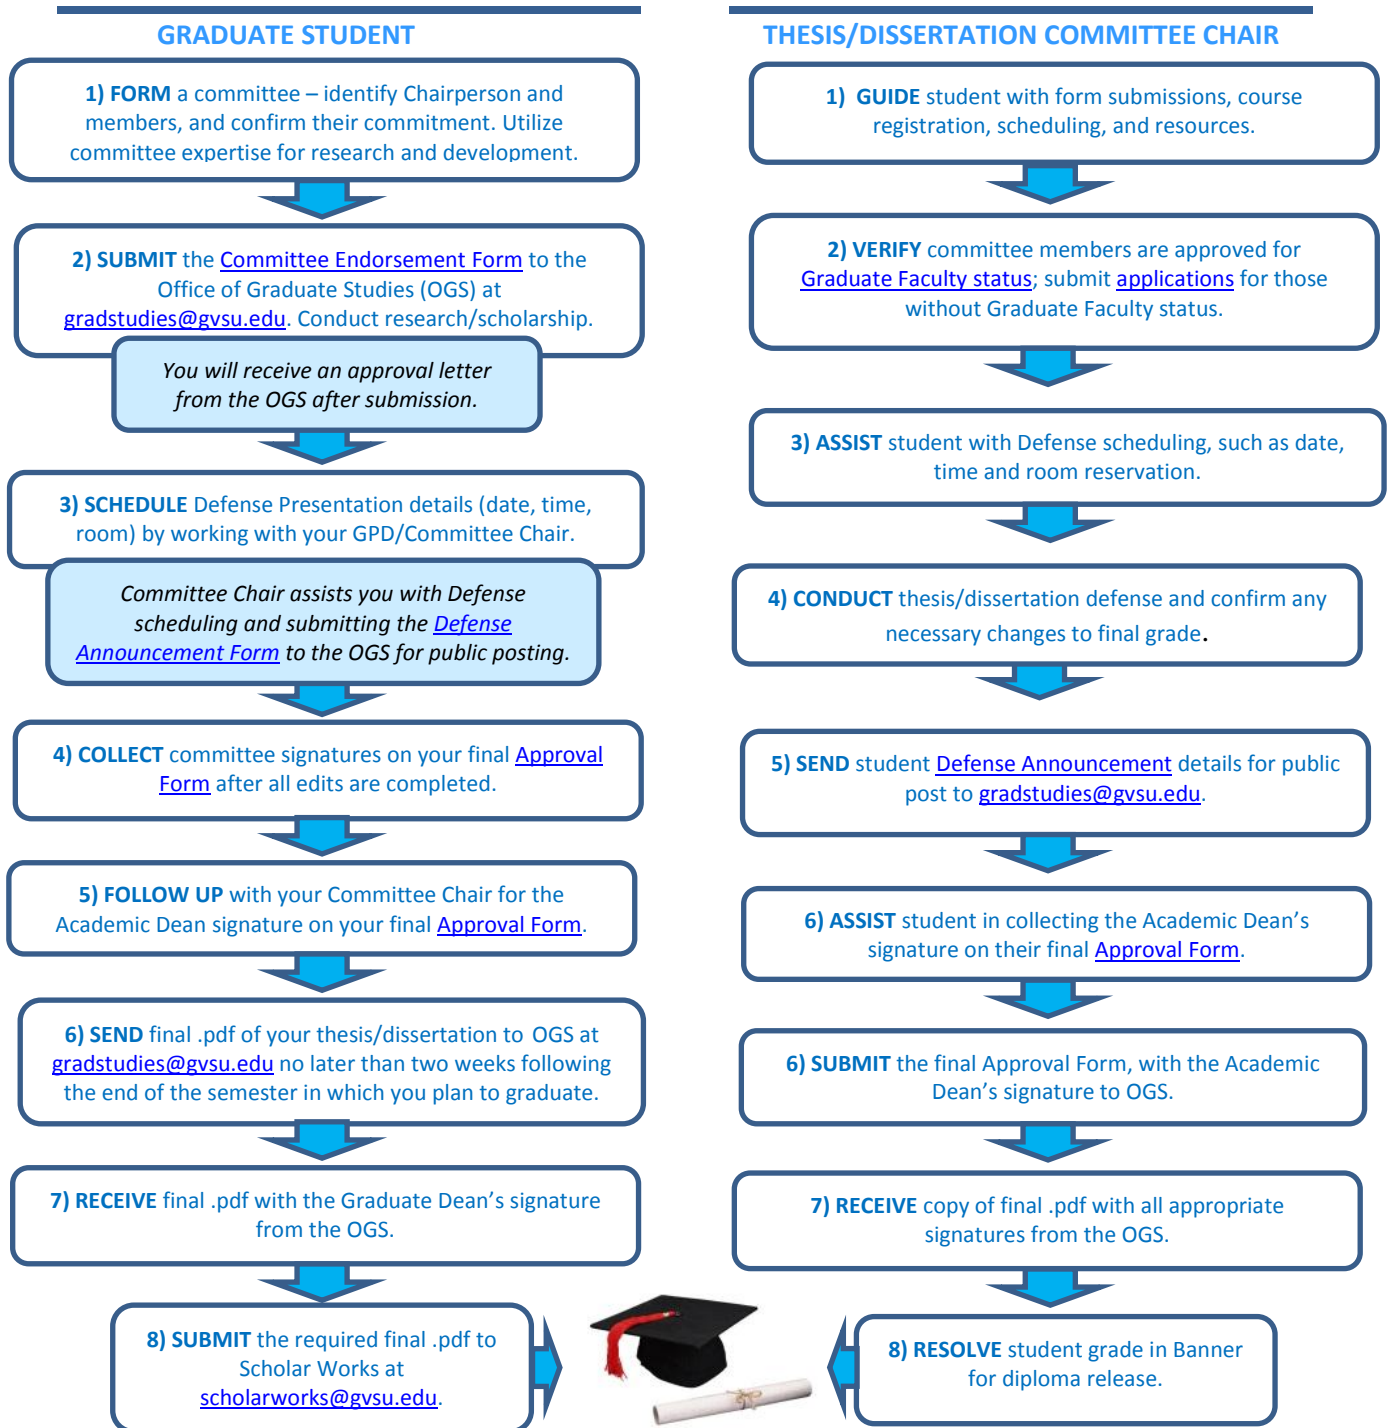 GRADUATE STUDENT
1) FORM a committee – identify Chairperson and
members, and confirm their commitment. Utilize
committee expertise for research and development.
2) SUBMIT the Committee Endorsement Form to the
Office of Graduate Studies (OGS) at
gradstudies@gvsu.edu. Conduct research/scholarship.
You will receive an approval letter
from the OGS after submission.
3) SCHEDULE Defense Presentation details (date, time,
room) by working with your GPD/Committee Chair.
Committee Chair assists you with Defense
scheduling and submitting the Defense
Announcement Form to the OGS for public posting.
4) COLLECT committee signatures on your final Approval
Form after all edits are completed.
5) FOLLOW UP with your Committee Chair for the
Academic Dean signature on your final Approval Form.
6) SEND final .pdf of your thesis/dissertation to OGS at
gradstudies@gvsu.edu no later than two weeks following
the end of the semester in which you plan to graduate.
7) RECEIVE final .pdf with the Graduate Dean’s signature
from the OGS.
8) SUBMIT the required final .pdf to
Scholar Works at
scholarworks@gvsu.edu.
THESIS/DISSERTATION COMMITTEE CHAIR
1) GUIDE student with form submissions, course
registration, scheduling, and resources.
2) VERIFY committee members are approved for
Graduate Faculty status; submit applications for those
without Graduate Faculty status.
3) ASSIST student with Defense scheduling, such as date,
time and room reservation.
4) CONDUCT thesis/dissertation defense and confirm any
necessary changes to final grade.
5) SEND student Defense Announcement details for public
post to gradstudies@gvsu.edu.
6) ASSIST student in collecting the Academic Dean’s
signature on their final Approval Form.
6) SUBMIT the final Approval Form, with the Academic
Dean’s signature to OGS.
7) RECEIVE copy of final .pdf with all appropriate
signatures from the OGS.
8) RESOLVE student grade in Banner
for diploma release.